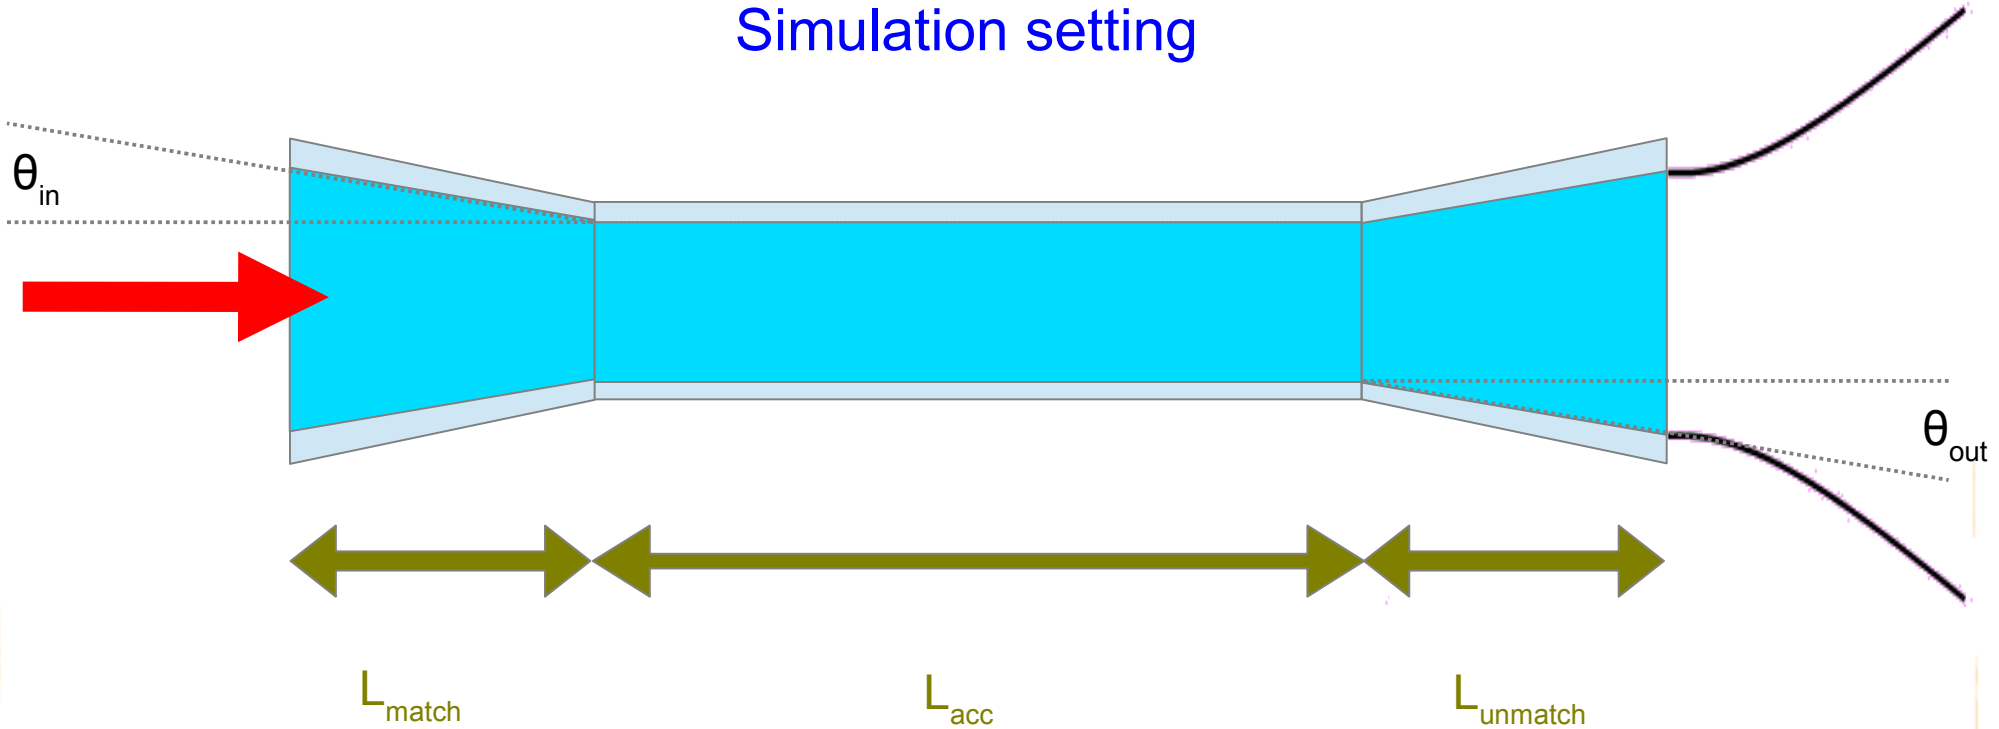 Simulation setting
θin
θout
Lmatch
Lacc
Lunmatch